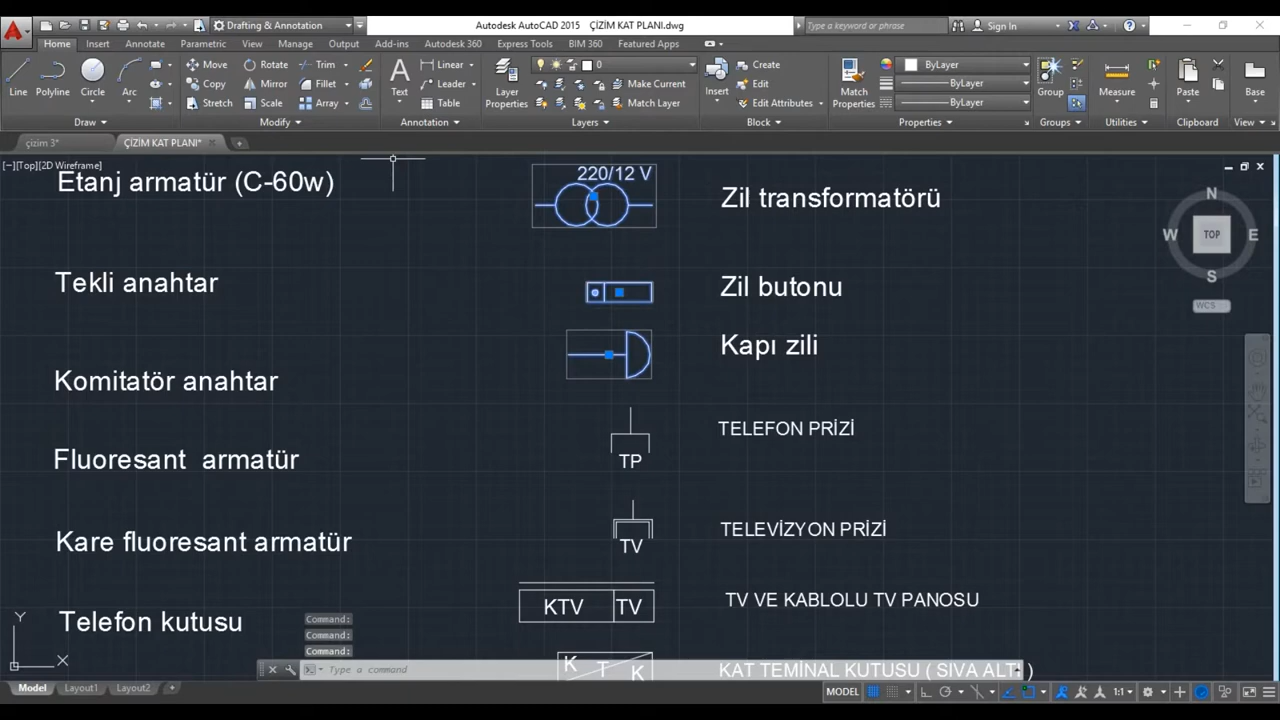 Drafting & Annotation
Autodesk AutoCAD 2015 ÇİZİM KAT PLANI.dwg
Type a keyword or phrase
Sign In
Home Insert Annotate Parametric View Manage Output Add-ins Autodesk 360 Express Tools BIM 360 Featured Apps
Line
Polyline
Circle
Arc
Draw
Move
Rotate
Trim
Copy
Mirror
Fillet
Stretch
Scale
Array
Modify
Text
Linear
Leader
Table
Annotation
Layer
Properties
0
Make Current
Match Layer
Layers
Insert
Create
Edit
Edit Attributes
Block
Match
Properties
ByLayer
ByLayer
ByLayer
Properties
Group
Groups
Measure
Utilities
Paste
Clipboard
Base
View
çizim 3*
ÇİZİM KAT PLANI*
[−][Top][2D Wireframe]
Etanj armatür (C-60w)
220/12 V
Zil transformatörü
N
W
TOP
E
S
WCS
Tekli anahtar
Zil butonu
Kapı zili
Komitatör anahtar
TELEFON PRİZİ
TP
Fluoresant armatür
TELEVİZYON PRİZİ
TV
Kare fluoresant armatür
KTV TV
TV VE KABLOLU TV PANOSU
Telefon kutusu
Y
X
Command:
Command:
Command:
K T K
KAT TEMİNAL KUTUSU ( SIVA ALTI )
Type a command
Model Layout1 Layout2
MODEL
1:1